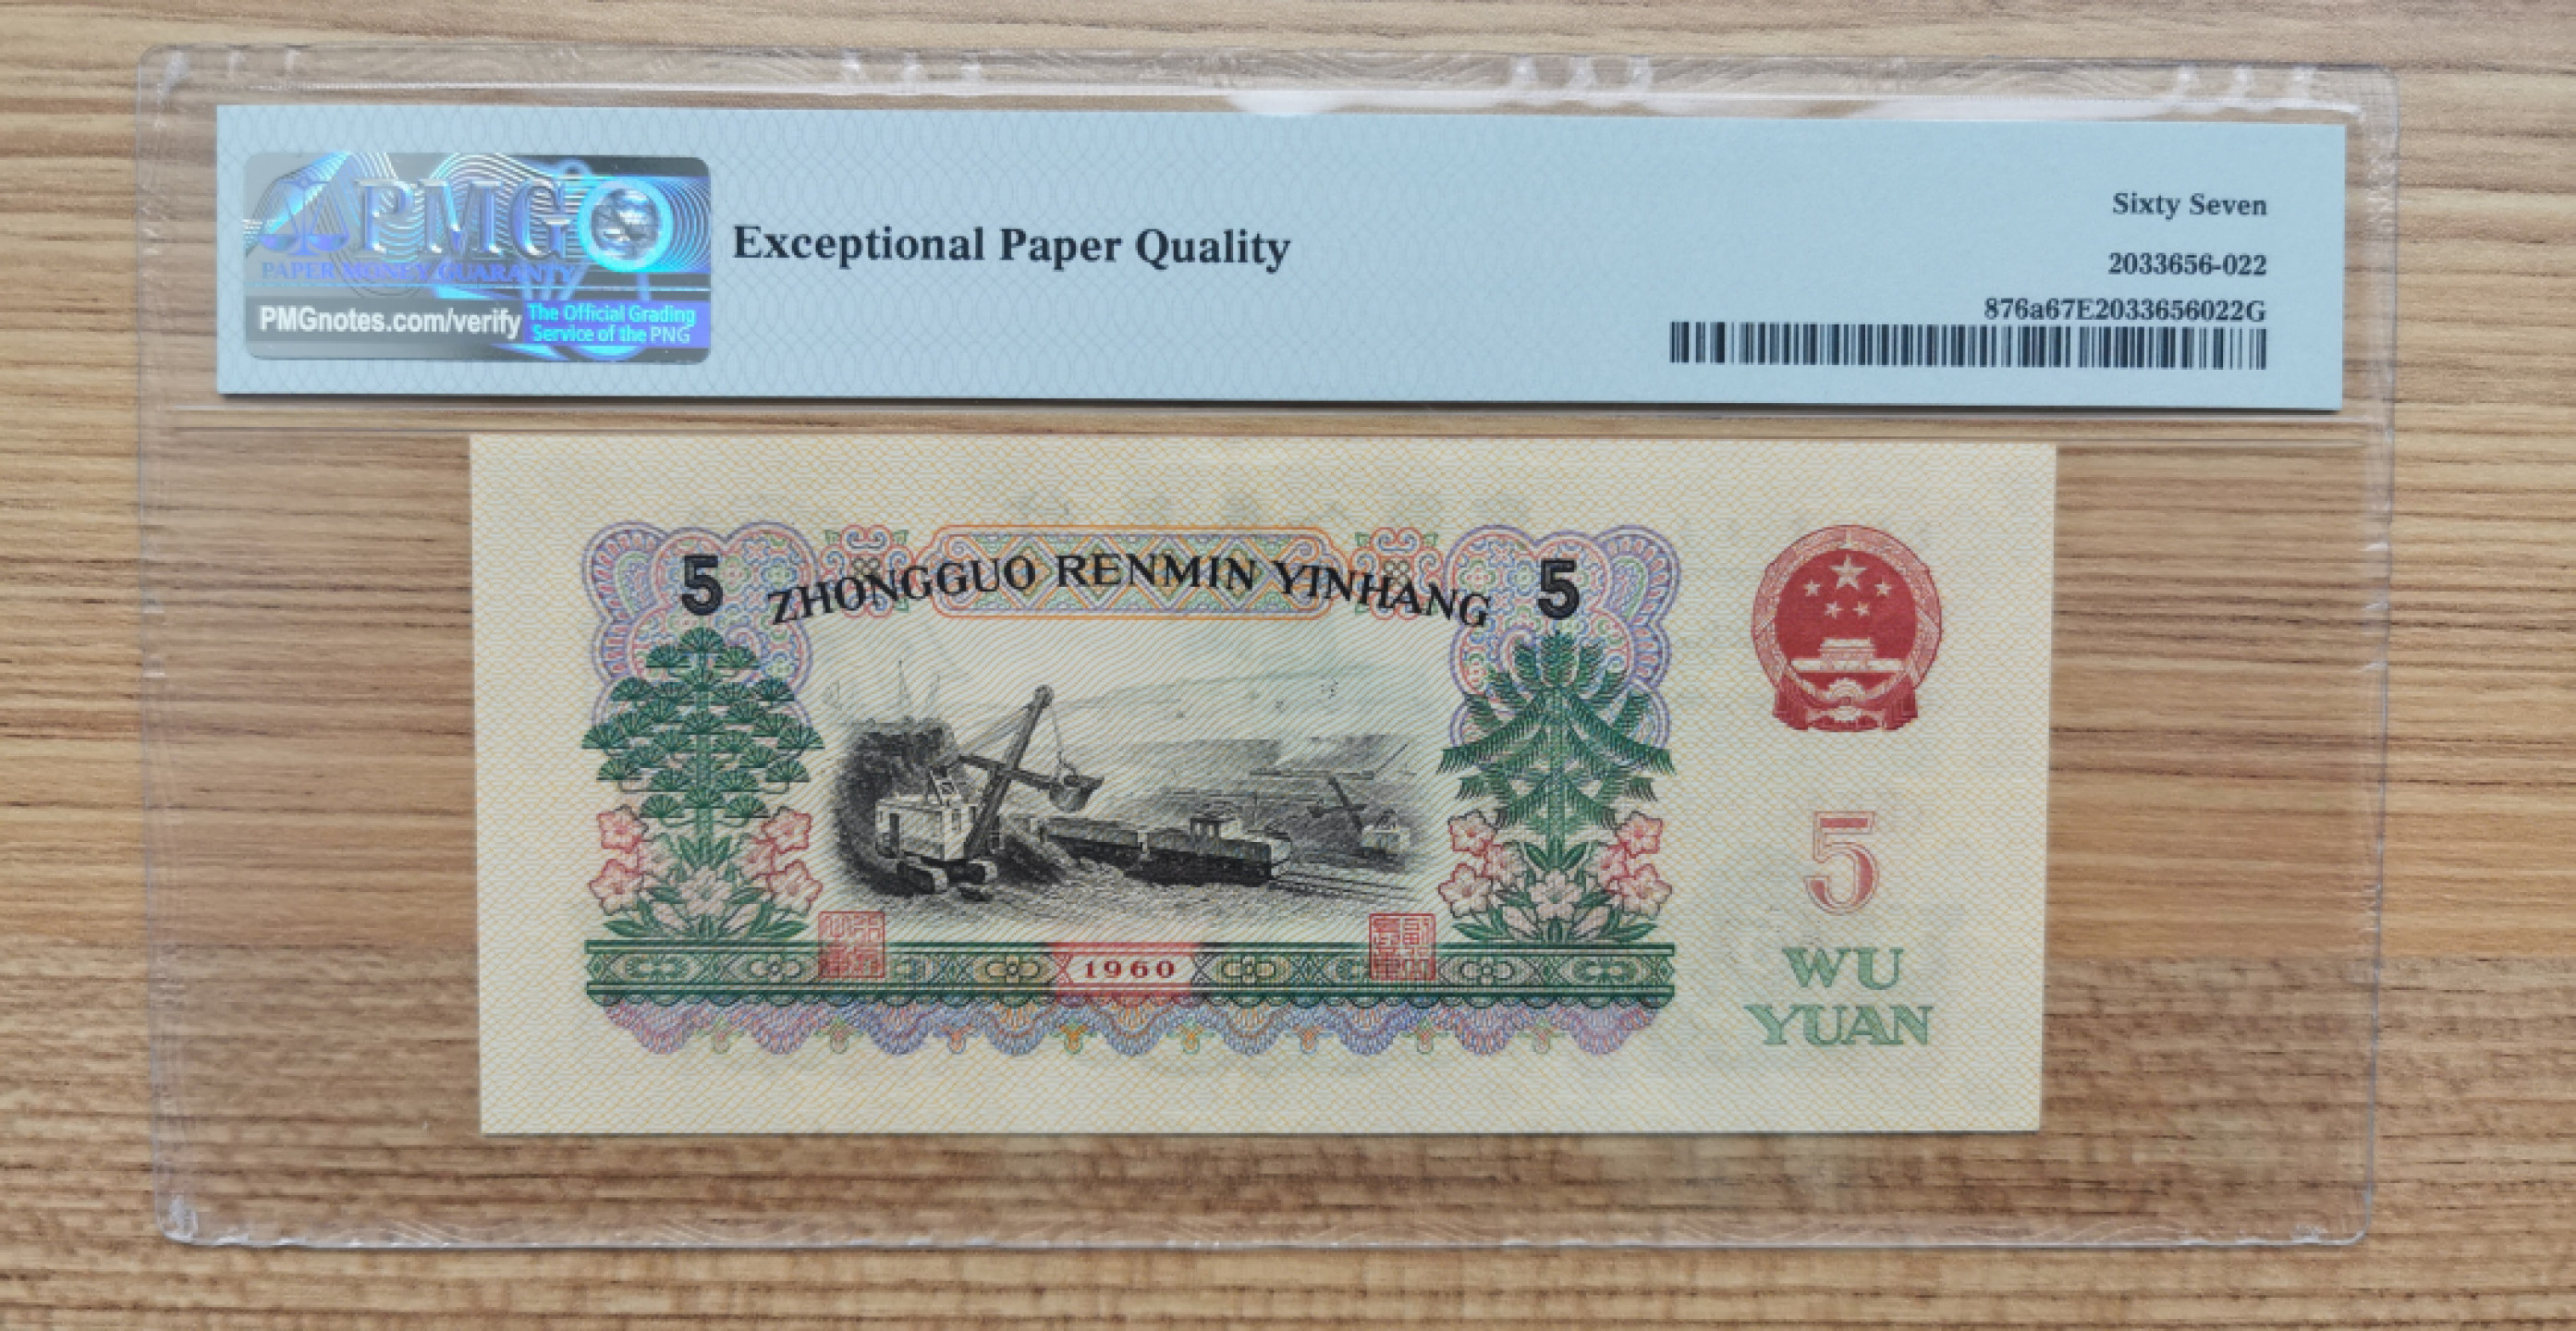 PMG
PAPER MONEY GUARANTY
PMGnotes.com/verify
The Official Grading
Service of the PNG
Exceptional Paper Quality
Sixty Seven
2033656-022
876a67E2033656022G
5 ZHONGGUO RENMIN YINHANG 5
1960
5
WU
YUAN